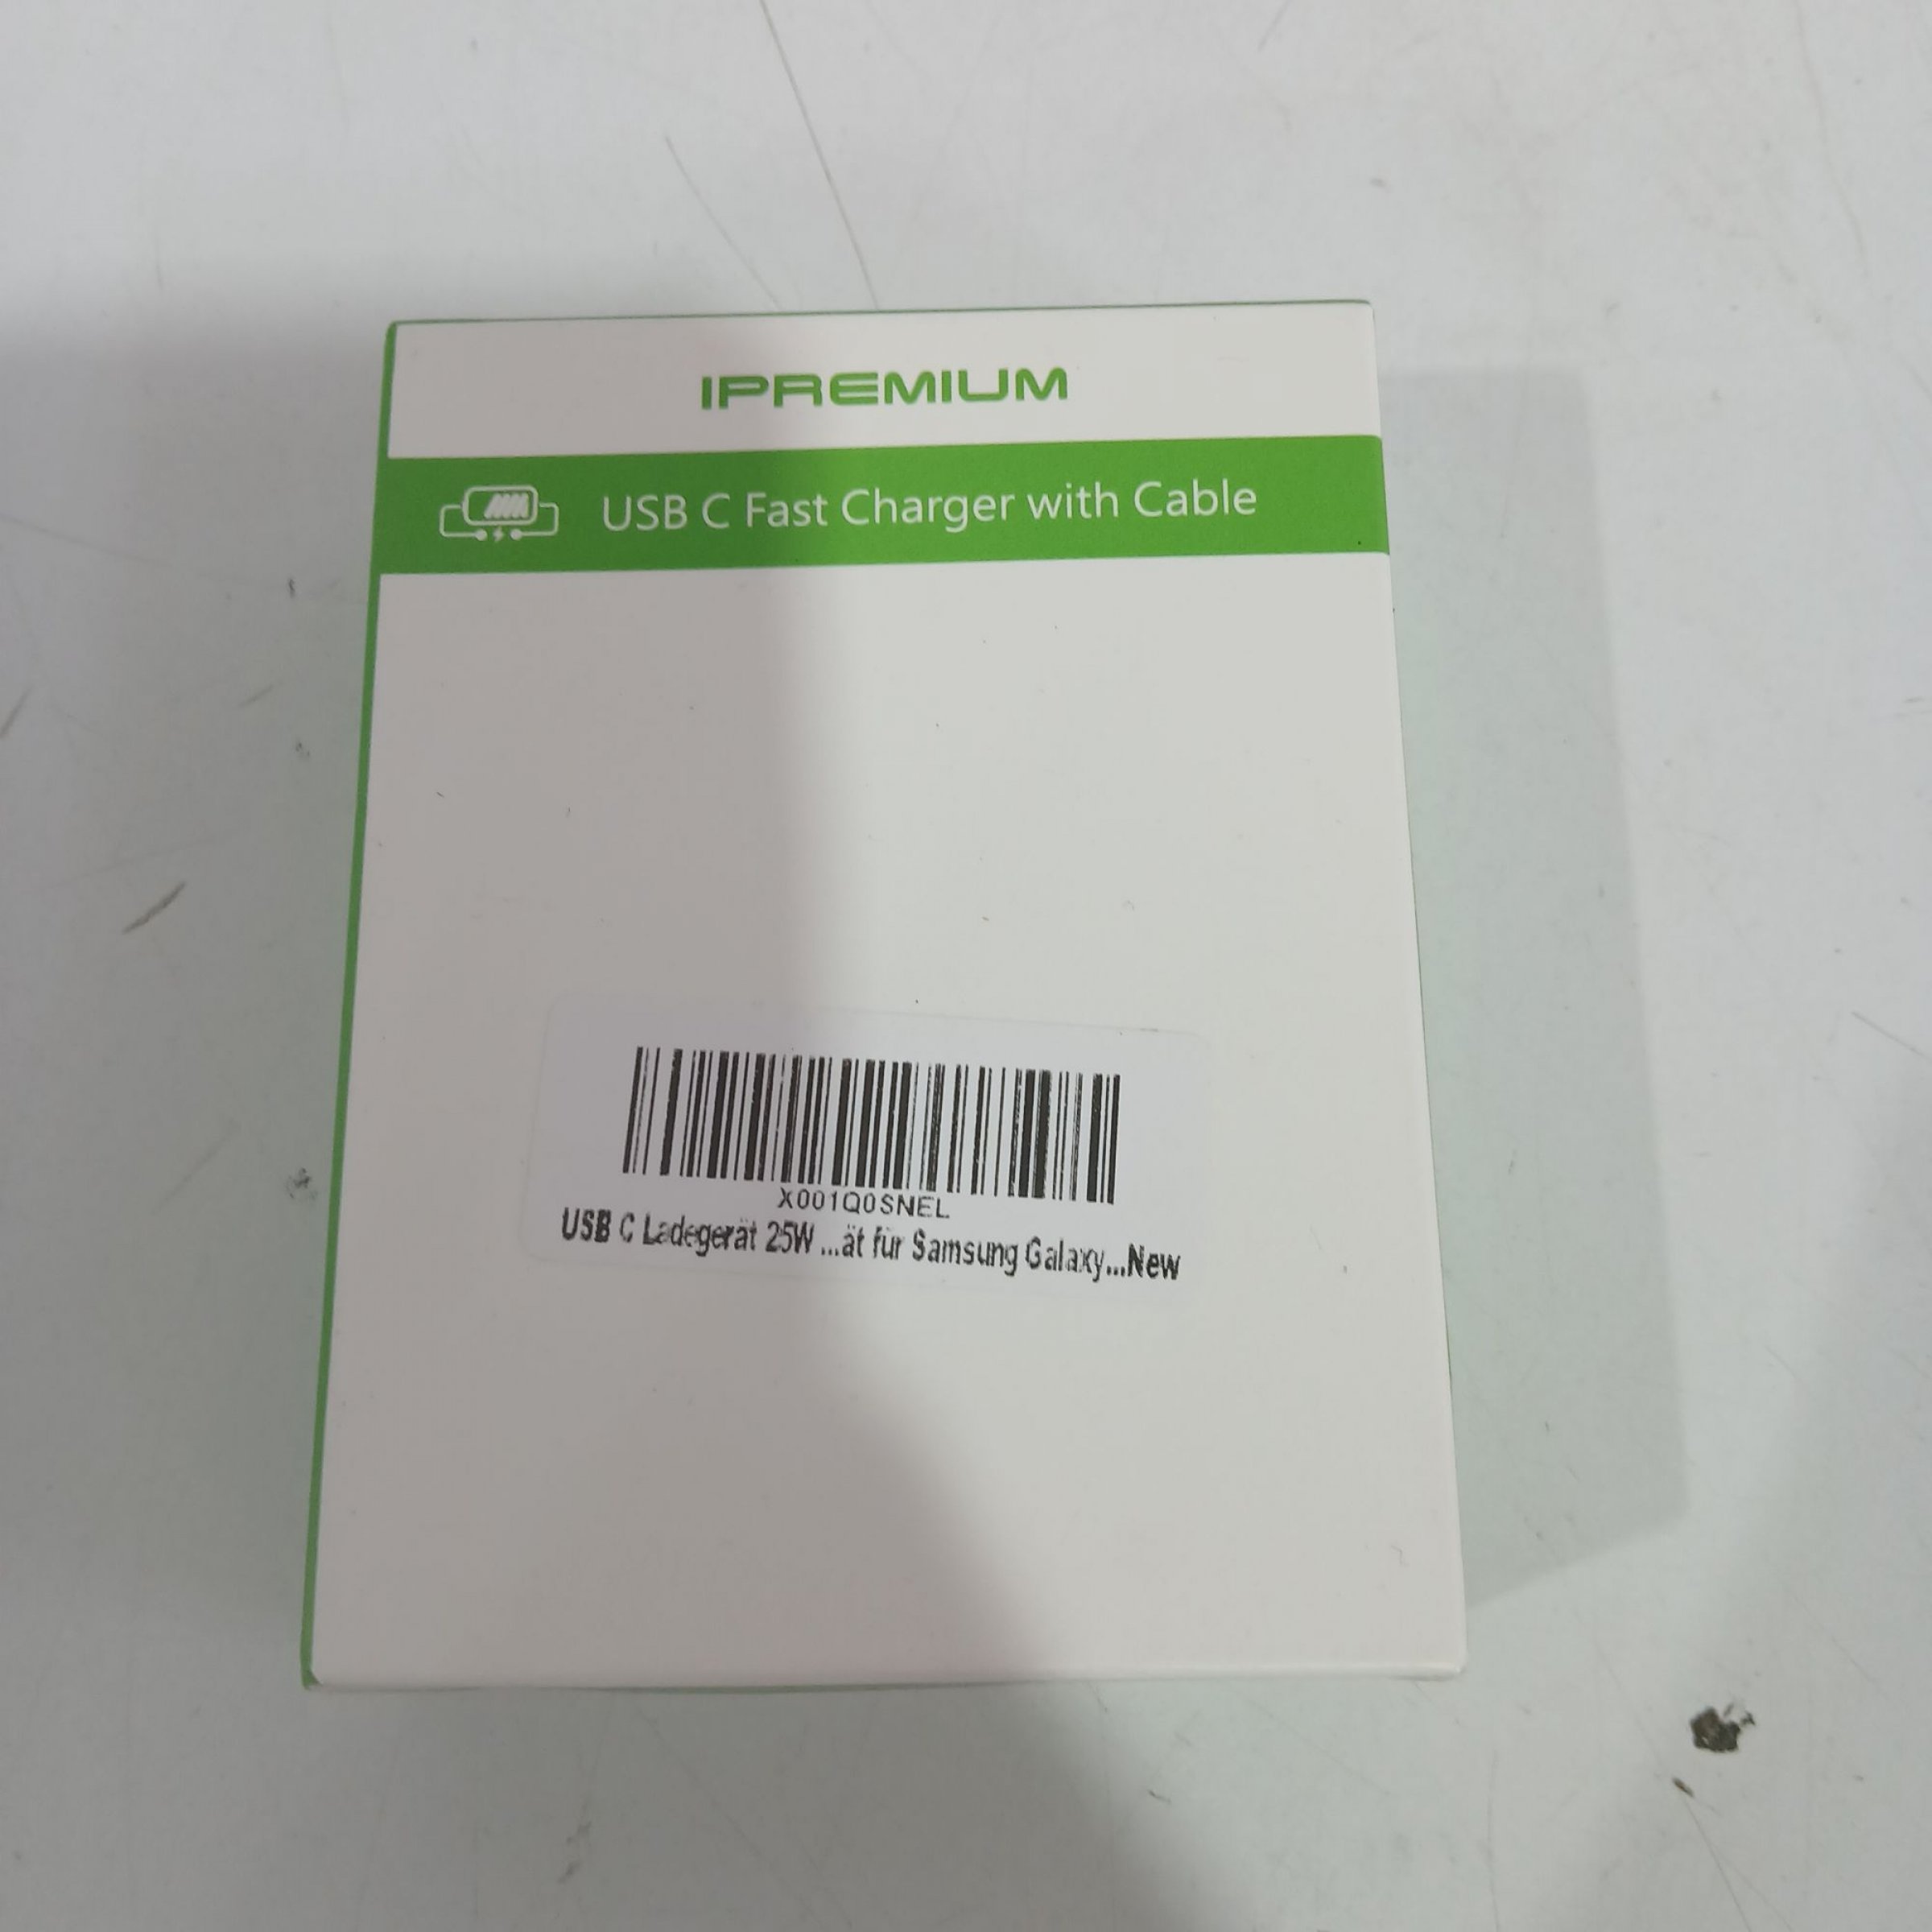 IPREMIUM
USB C Fast Charger with Cable
X001Q0SNEL
USB C Ladegerät 25W ...ät für Samsung Galaxy...New